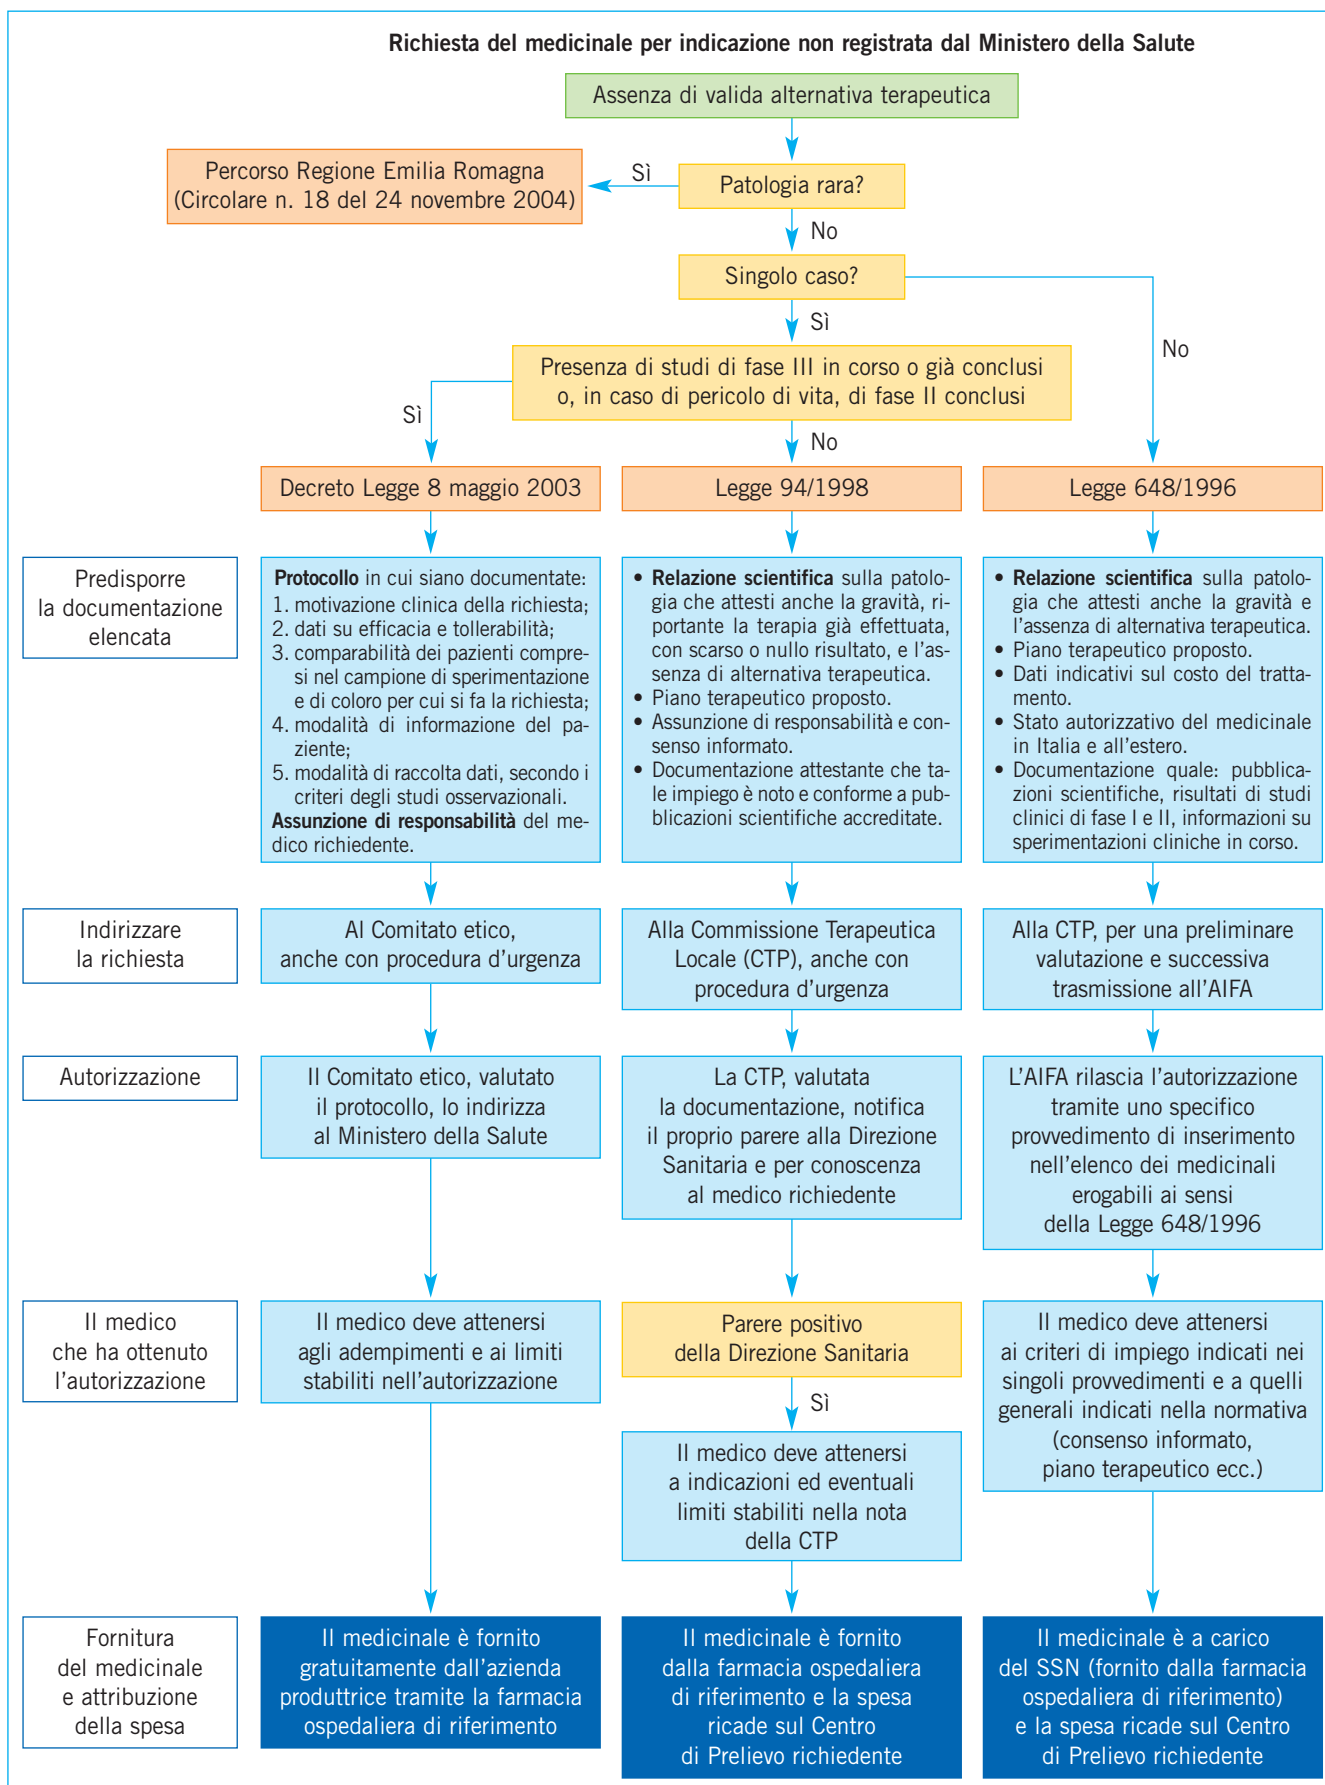 Richiesta del medicinale per indicazione non registrata dal Ministero della Salute
Assenza di valida alternativa terapeutica
Percorso Regione Emilia Romagna
(Circolare n. 18 del 24 novembre 2004)
Sì
Patologia rara?
No
Singolo caso?
Sì
No
Presenza di studi di fase III in corso o già conclusi
o, in caso di pericolo di vita, di fase II conclusi
Sì
No
Decreto Legge 8 maggio 2003
Legge 94/1998
Legge 648/1996
Predisporre
la documentazione
elencata
Protocollo in cui siano documentate:
1. motivazione clinica della richiesta;
2. dati su efficacia e tollerabilità;
3. comparabilità dei pazienti compre-
si nel campione di sperimentazione
e di coloro per cui si fa la richiesta;
4. modalità di informazione del pa-
ziente;
5. modalità di raccolta dati, secondo i
criteri degli studi osservazionali.
Assunzione di responsabilità del me-
dico richiedente.
• Relazione scientifica sulla patolo-
gia che attesti anche la gravità, ri-
portante la terapia già effettuata,
con scarso o nullo risultato, e l'as-
senza di alternativa terapeutica.
• Piano terapeutico proposto.
• Assunzione di responsabilità e con-
senso informato.
• Documentazione attestante che ta-
le impiego è noto e conforme a pub-
blicazioni scientifiche accreditate.
• Relazione scientifica sulla patolo-
gia che attesti anche la gravità e
l'assenza di alternativa terapeutica.
• Piano terapeutico proposto.
• Dati indicativi sul costo del tratta-
mento.
• Stato autorizzativo del medicinale
in Italia e all'estero.
• Documentazione quale: pubblica-
zioni scientifiche, risultati di studi
clinici di fase I e II, informazioni su
sperimentazioni cliniche in corso.
Indirizzare
la richiesta
Al Comitato etico,
anche con procedura d'urgenza
Alla Commissione Terapeutica
Locale (CTP), anche con
procedura d'urgenza
Alla CTP, per una preliminare
valutazione e successiva
trasmissione all'AIFA
Autorizzazione
Il Comitato etico, valutato
il protocollo, lo indirizza
al Ministero della Salute
La CTP, valutata
la documentazione, notifica
il proprio parere alla Direzione
Sanitaria e per conoscenza
al medico richiedente
L'AIFA rilascia l'autorizzazione
tramite uno specifico
provvedimento di inserimento
nell'elenco dei medicinali
erogabili ai sensi
della Legge 648/1996
Il medico
che ha ottenuto
l'autorizzazione
Il medico deve attenersi
agli adempimenti e ai limiti
stabiliti nell'autorizzazione
Parere positivo
della Direzione Sanitaria
Sì
Il medico deve attenersi
a indicazioni ed eventuali
limiti stabiliti nella nota
della CTP
Il medico deve attenersi
ai criteri di impiego indicati nei
singoli provvedimenti e a quelli
generali indicati nella normativa
(consenso informato,
piano terapeutico ecc.)
Fornitura
del medicinale
e attribuzione
della spesa
Il medicinale è fornito
gratuitamente dall'azienda
produttrice tramite la farmacia
ospedaliera di riferimento
Il medicinale è fornito
dalla farmacia ospedaliera
di riferimento e la spesa
ricade sul Centro
di Prelievo richiedente
Il medicinale è a carico
del SSN (fornito dalla farmacia
ospedaliera di riferimento)
e la spesa ricade sul Centro
di Prelievo richiedente